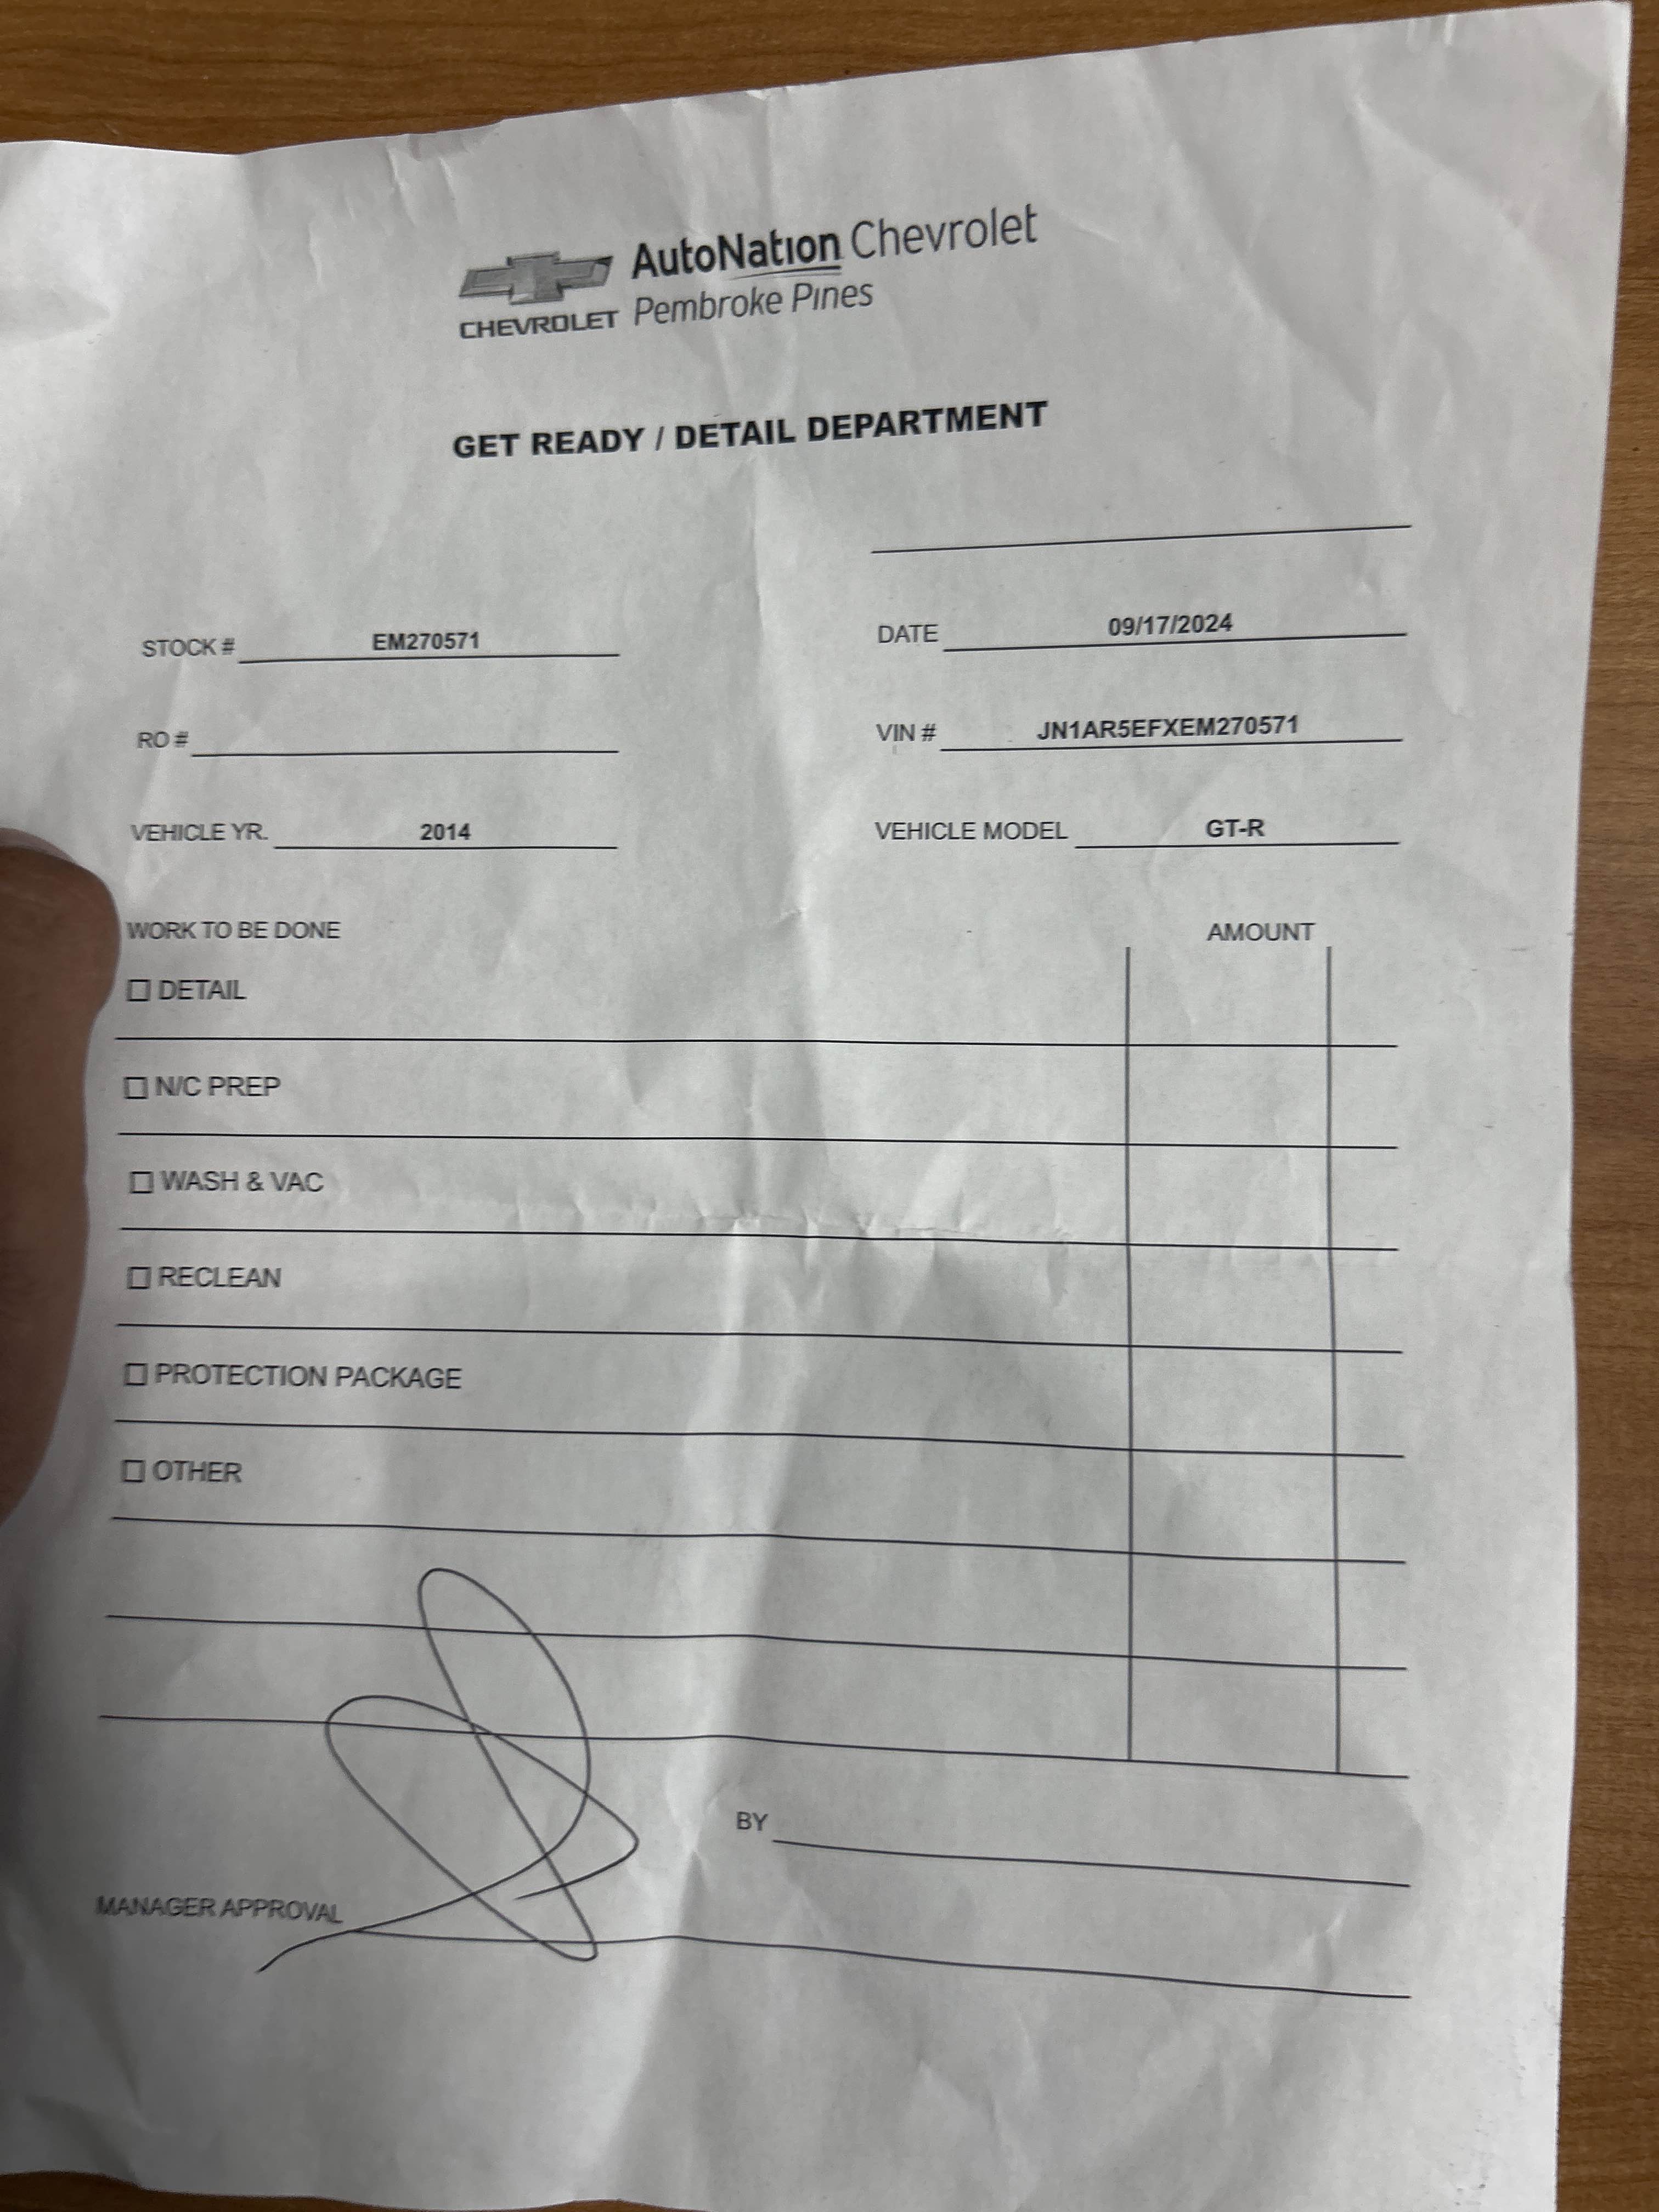 AutoNation Chevrolet
CHEVROLET Pembroke Pines
GET READY / DETAIL DEPARTMENT
STOCK # EM270571 DATE 09/17/2024
RO # VIN # JN1AR5EFXEM270571
VEHICLE YR. 2014 VEHICLE MODEL GT-R
WORK TO BE DONE AMOUNT
DETAIL
N/C PREP
WASH & VAC
RECLEAN
PROTECTION PACKAGE
OTHER
BY
MANAGER APPROVAL